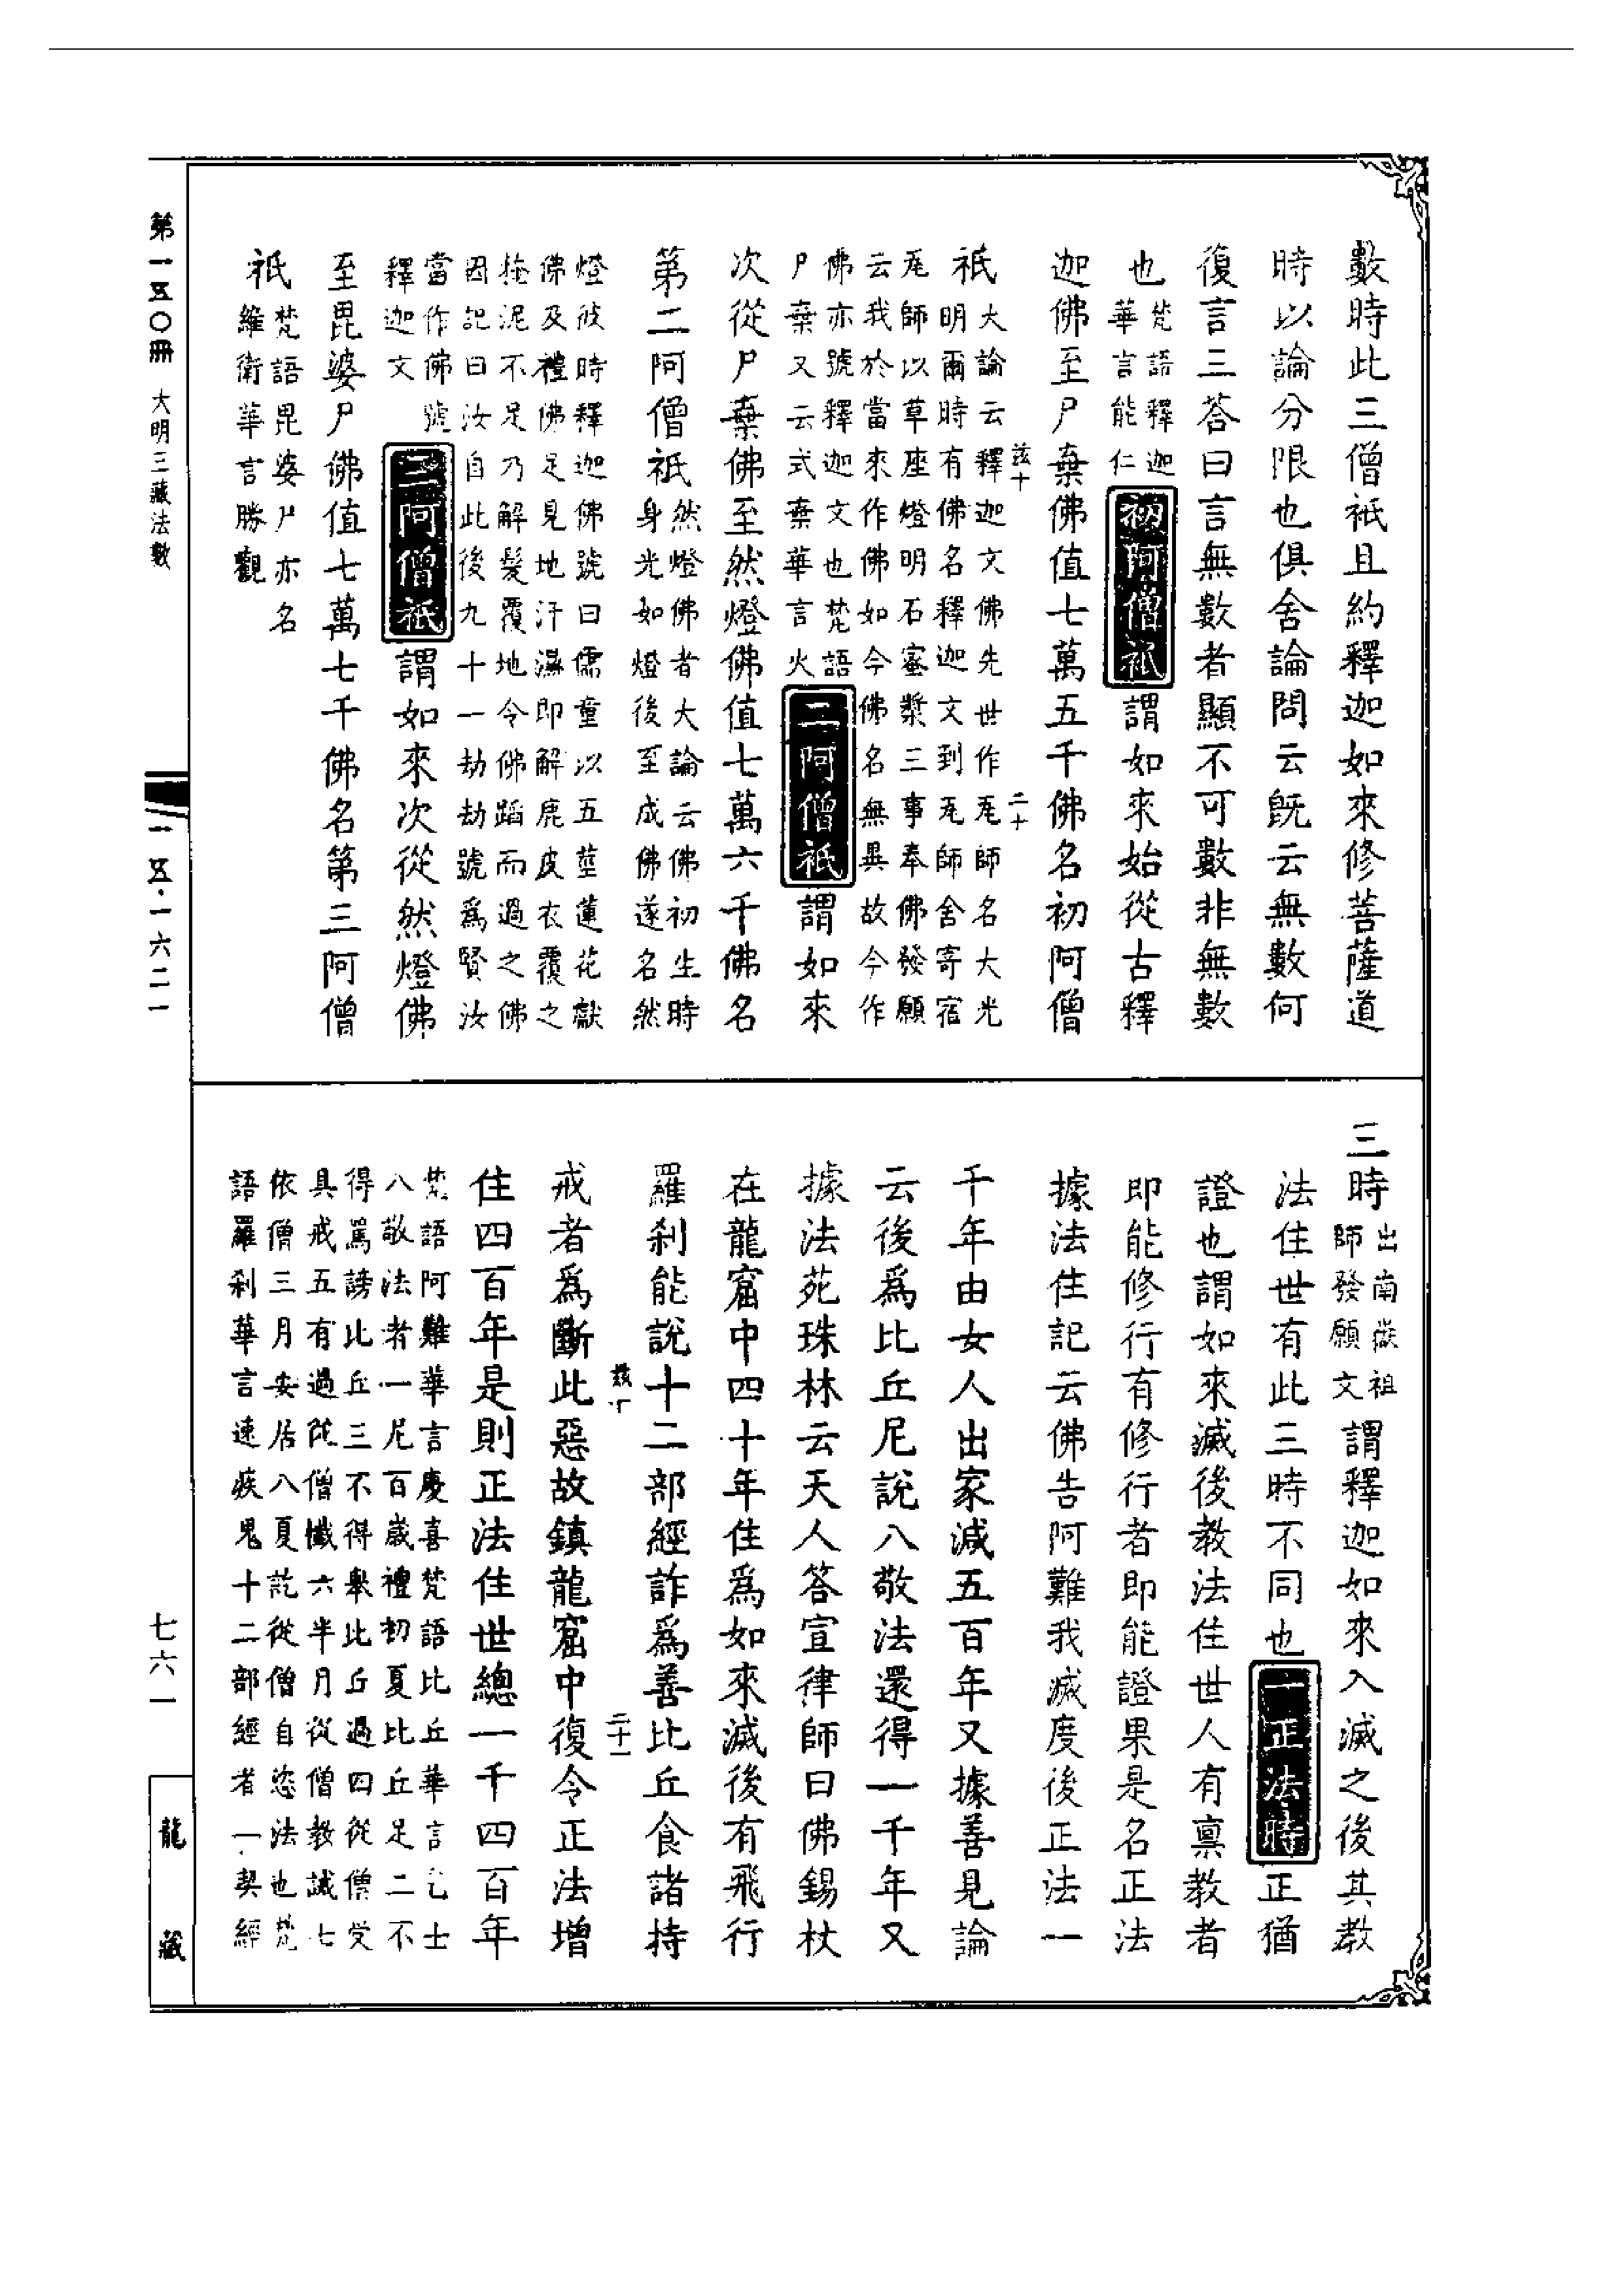 數時此三僧祇且約釋迦如來修菩薩道
時以論分限也俱舍論問云旣云無數何
復言三荅曰言無數者顯不可數非無數
也梵語釋迦華言能仁初阿僧祇謂如來始從古釋
迦佛至尸棄佛值七萬五千佛名初阿僧
祇大論云釋迦文佛先世作瓦師名大光
明爾時有佛名釋迦文到瓦師舍寄宿
瓦師以草座燈明石蜜漿三事奉佛發願
云我於當來作佛如今佛名無異故今作
佛亦號釋迦文也梵語
尸棄又云式棄華言火二阿僧祇謂如來
次從尸棄佛至然燈佛值七萬六千佛名
第二阿僧祇然燈佛者大論云佛初生時
身光如燈後至成佛遂名然
燈彼時釋迦佛號曰儒童以五莖蓮花獻
佛及禮佛足見地汙濕即解鹿皮衣覆之
掩泥不足乃解髮覆地令佛蹈而過之佛
因記曰汝自此後九十一劫劫號爲賢汝
當作佛號
釋迦文三阿僧祇謂如來次從然燈佛
至毘婆尸佛值七萬七千佛名第三阿僧
祇梵語毘婆尸亦名
維衛華言勝觀
茲十
二十
三時出南嶽祖師發願文謂釋迦如來入滅之後其教
法住世有此三時不同也一正法時正猶
證也謂如來滅後教法住世人有禀教者
即能修行有修行者即能證果是名正法
據法住記云佛告阿難我滅度後正法一
千年由女人出家減五百年又據善見論
云後爲比丘尼說八敬法還得一千年又
據法苑珠林云天人答宣律師曰佛錫杖
在龍窟中四十年住爲如來滅後有飛行
羅刹能說十二部經詐爲善比丘食諸持
戒者爲斷此惡故鎮龍窟中復令正法增
住四百年是則正法住世總一千四百年
梵語阿難華言慶喜梵語比丘華言乞士
八敬法者一尼百歲禮初夏比丘足二不
得罵謗比丘三不得舉比丘過四從僧受
具戒五有過從僧懺六半月從僧教誡七
依僧三月安居八夏訖從僧自恣法也梵
語羅刹華言速疾鬼十二部經者一契經
二十一
第一五〇冊 大明三藏法數
一五·一六二一
七六一
龍藏